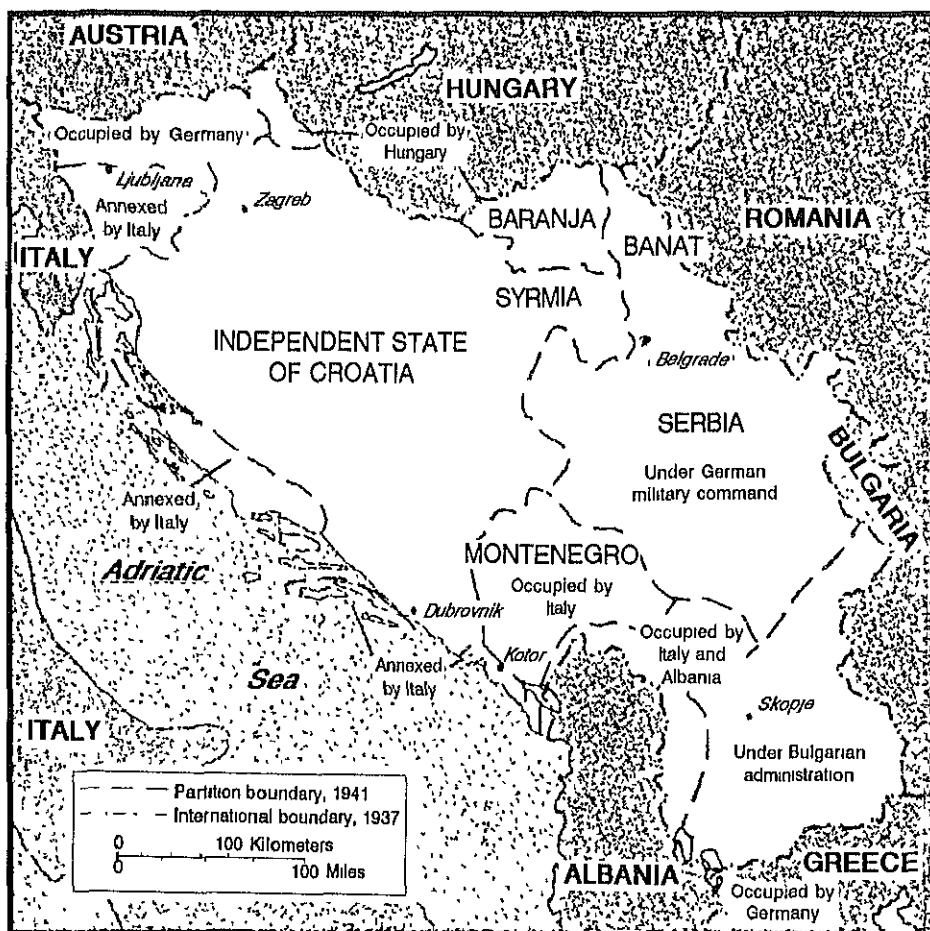 AUSTRIA
HUNGARY
Occupied by Germany
Occupied by
Hungary
Ljubljana
Annexed
by Italy
Zagreb
BARANJA
ROMANIA
BANAT
ITALY
SYRMIA
INDEPENDENT STATE
OF CROATIA
Belgrade
SERBIA
Under German
military command
BULGARIA
Annexed
by Italy
MONTENEGRO
Occupied by
Italy
Adriatic
Dubrovnik
Occupied by
Italy and
Albania
Kotor
Annexed
by Italy
Sea
Skopje
ITALY
Under Bulgarian
administration
Partition boundary, 1941
International boundary, 1937
0 100 Kilometers
0 100 Miles
ALBANIA
GREECE
Occupied by
Germany